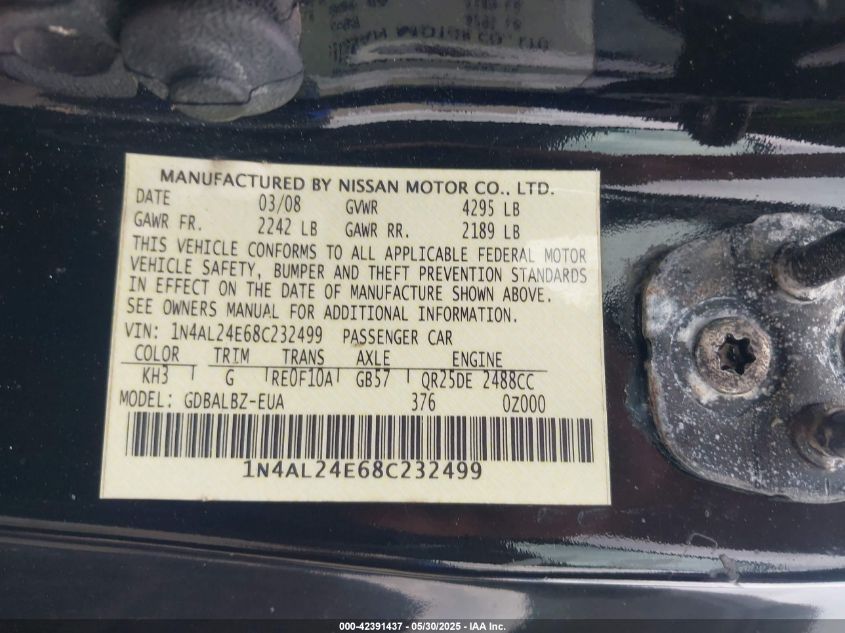 MANUFACTURED BY NISSAN MOTOR CO., LTD.
DATE 03/08 GVWR 4295 LB
GAWR FR. 2242 LB GAWR RR. 2189 LB
THIS VEHICLE CONFORMS TO ALL APPLICABLE FEDERAL MOTOR
VEHICLE SAFETY, BUMPER AND THEFT PREVENTION STANDARDS
IN EFFECT ON THE DATE OF MANUFACTURE SHOWN ABOVE.
SEE OWNERS MANUAL FOR ADDITIONAL INFORMATION.
VIN: 1N4AL24E68C232499 PASSENGER CAR
COLOR TRIM TRANS AXLE ENGINE
KH3 G RE0F10A GB57 QR25DE 2488CC
MODEL: GDBALBZ-EUA 376 0Z000
1N4AL24E68C232499
000-42391437 - 05/30/2025 - IAA Inc.